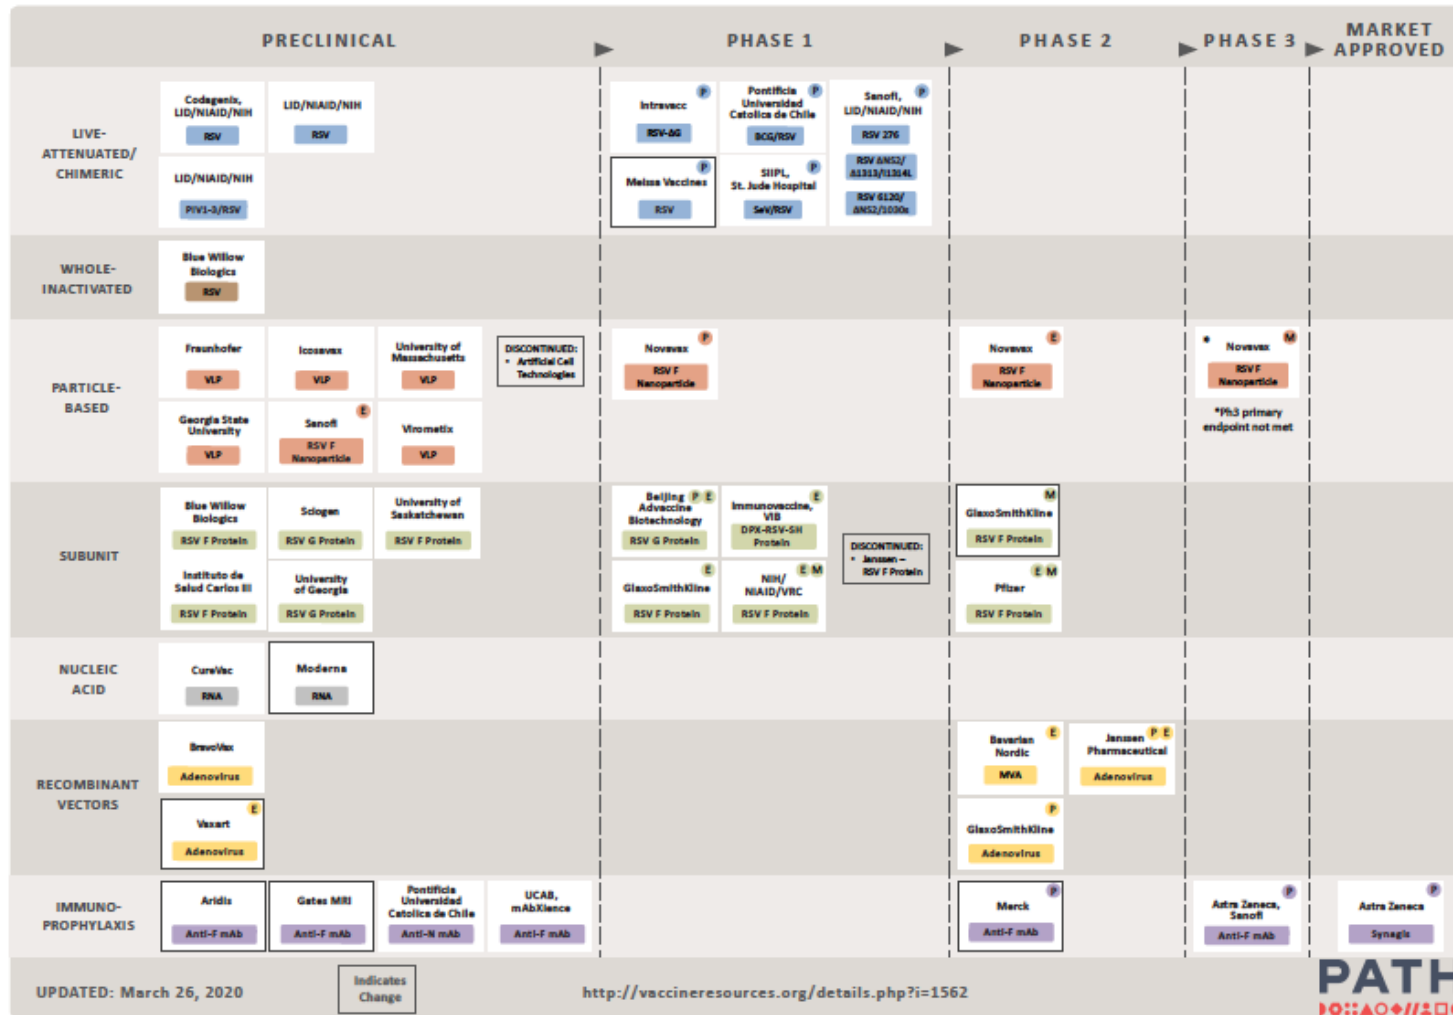 PRECLINICAL
PHASE 1
PHASE 2
PHASE 3
MARKET
APPROVED
LIVE-
ATTENUATED/
CHIMERIC
Codagenix,
LID/NIAID/NIH
RSV
LID/NIAID/NIH
RSV
LID/NIAID/NIH
PIV1-3/RSV
P
Intravacc
RSV-ΔG
P
Pontificia
Universidad
Catolica de Chile
BCG/RSV
P
Sanofi,
LID/NIAID/NIH
RSV 276
RSV ΔNS2/
Δ1313/I1314L
RSV 6120/
ΔNS2/1030s
P
Meissa Vaccines
RSV
P
SIIPL,
St. Jude Hospital
SeV/RSV
WHOLE-
INACTIVATED
Blue Willow
Biologics
RSV
PARTICLE-
BASED
Fraunhofer
VLP
Icosavax
VLP
University of
Massachusetts
VLP
DISCONTINUED:
• Artificial Cell
Technologies
Georgia State
University
VLP
E
Sanofi
RSV F
Nanoparticle
Virometix
VLP
P
Novavax
RSV F
Nanoparticle
E
Novavax
RSV F
Nanoparticle
* M
Novavax
RSV F
Nanoparticle
*Ph3 primary
endpoint not met
SUBUNIT
Blue Willow
Biologics
RSV F Protein
Sciogen
RSV G Protein
University of
Saskatchewan
RSV F Protein
Instituto de
Salud Carlos III
RSV F Protein
University
of Georgia
RSV G Protein
Beijing P E
Advaccine
Biotechnology
RSV G Protein
E
Immunovaccine,
VIB
DPX-RSV-SH
Protein
DISCONTINUED:
• Janssen –
RSV F Protein
E
GlaxoSmithKline
RSV F Protein
E M
NIH/
NIAID/VRC
RSV F Protein
M
GlaxoSmithKline
RSV F Protein
E M
Pfizer
RSV F Protein
NUCLEIC
ACID
CureVac
RNA
Moderna
RNA
RECOMBINANT
VECTORS
BravoVax
Adenovirus
E
Vaxart
Adenovirus
E
Bavarian
Nordic
MVA
P E
Janssen
Pharmaceutical
Adenovirus
P
GlaxoSmithKline
Adenovirus
IMMUNO-
PROPHYLAXIS
Aridis
Anti-F mAb
Gates MRI
Anti-F mAb
Pontificia
Universidad
Catolica de Chile
Anti-N mAb
UCAB,
mAbXience
Anti-F mAb
P
Merck
Anti-F mAb
P
Astra Zeneca,
Sanofi
Anti-F mAb
P
Astra Zeneca
Synagis
UPDATED: March 26, 2020
Indicates
Change
http://vaccineresources.org/details.php?i=1562
PATH